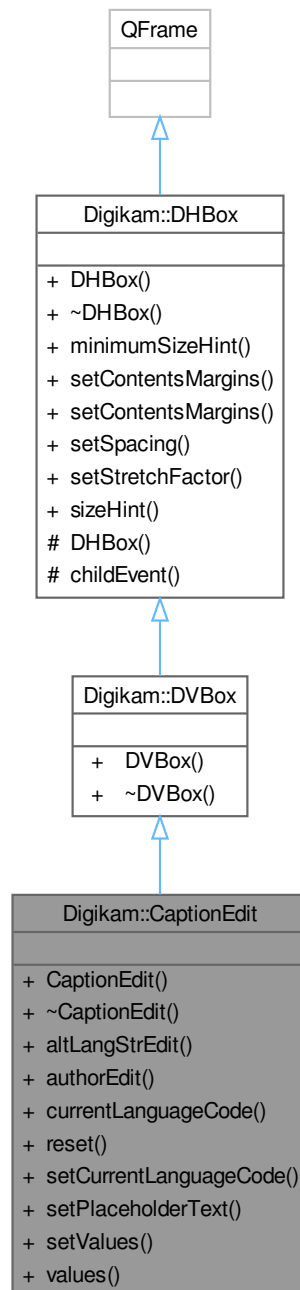 QFrame
Digikam::DHBox
+ DHBox()
+ ~DHBox()
+ minimumSizeHint()
+ setContentsMargins()
+ setContentsMargins()
+ setSpacing()
+ setStretchFactor()
+ sizeHint()
# DHBox()
# childEvent()
Digikam::DVBox
+ DVBox()
+ ~DVBox()
Digikam::CaptionEdit
+ CaptionEdit()
+ ~CaptionEdit()
+ altLangStrEdit()
+ authorEdit()
+ currentLanguageCode()
+ reset()
+ setCurrentLanguageCode()
+ setPlaceholderText()
+ setValues()
+ values()